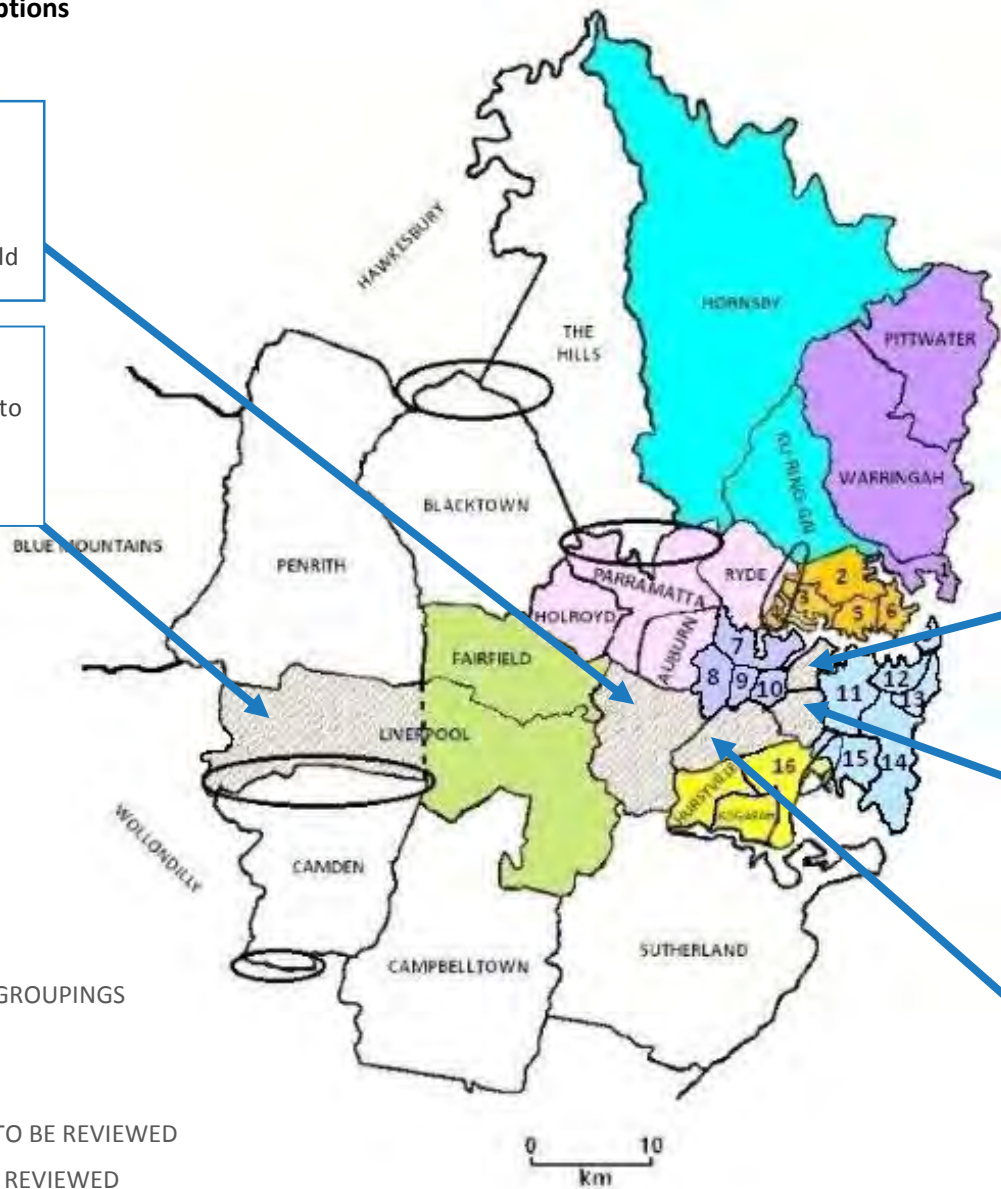 ptions
ld
to
HAWKESBURY
HORNSBY
THE
HILLS
PITTWATER
KU-RING-GAI
WARRINGAH
BLACKTOWN
BLUE MOUNTAINS
PENRITH
PARRAMATTA
RYDE
2
3
5
6
HOLROYD
AUBURN
7
FAIRFIELD
8
9
10
11
12
13
LIVERPOOL
15
14
16
HURSTVILLE
KOGARAH
WOLLONDILLY
CAMDEN
SUTHERLAND
CAMPBELLTOWN
GROUPINGS
TO BE REVIEWED
REVIEWED
0 10
km